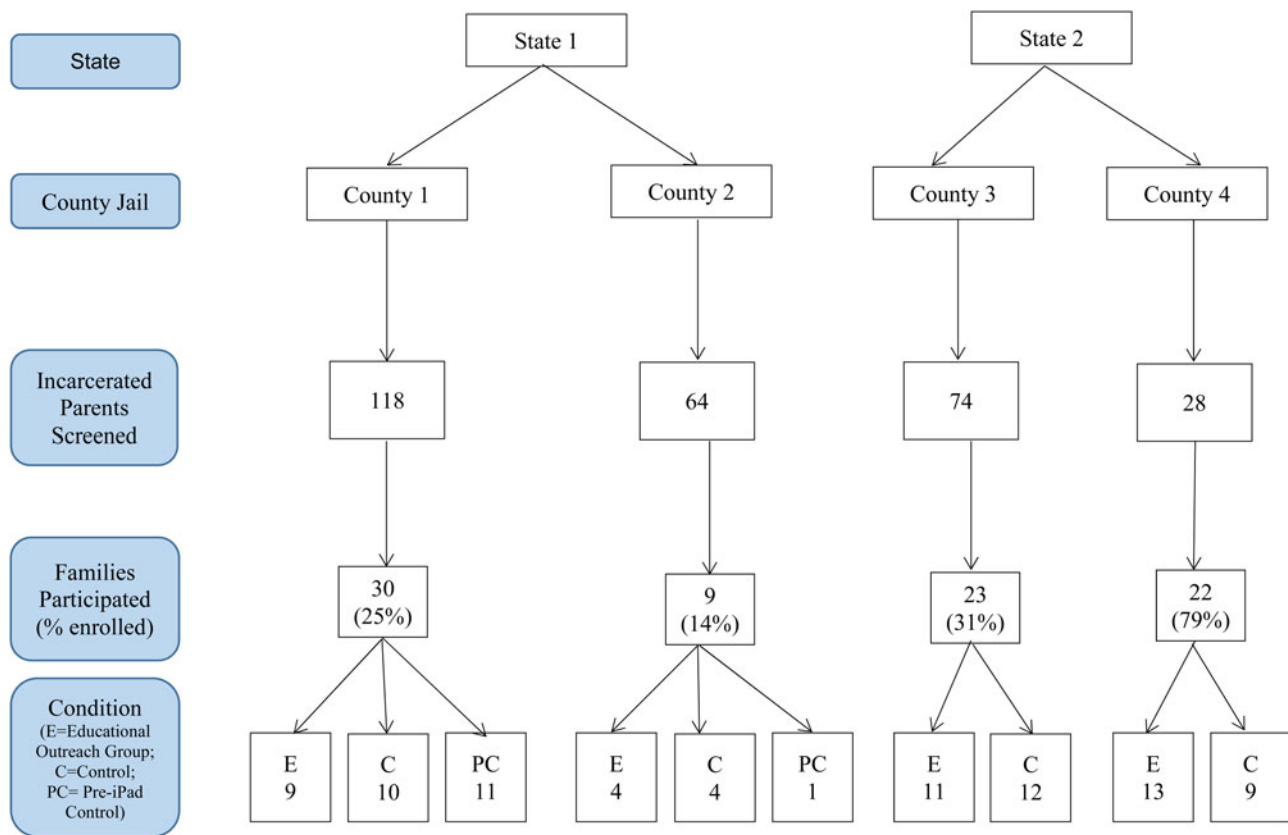 State
State 1
State 2
County Jail
County 1
County 2
County 3
County 4
Incarcerated
Parents
Screened
118
64
74
28
Families
Participated
(% enrolled)
30
(25%)
9
(14%)
23
(31%)
22
(79%)
Condition
(E=Educational
Outreach Group;
C=Control;
PC= Pre-iPad
Control)
E
9
C
10
PC
11
E
4
C
4
PC
1
E
11
C
12
E
13
C
9